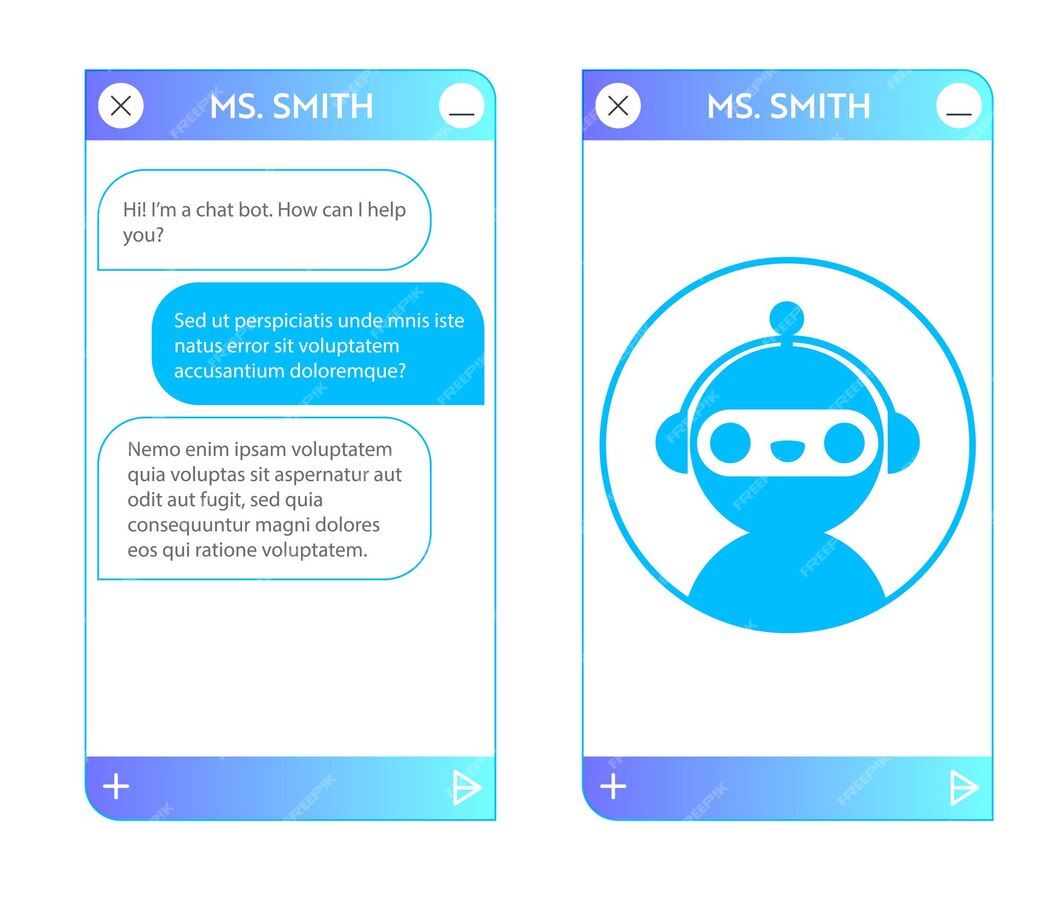 MS. SMITH
Hi! I'm a chat bot. How can I help
you?
Sed ut perspiciatis unde mnis iste
natus error sit voluptatem
accusantium doloremque?
Nemo enim ipsam voluptatem
quia voluptas sit aspernatur aut
odit aut fugit, sed quia
consequuntur magni dolores
eos qui ratione voluptatem.
MS. SMITH
FREEPIK